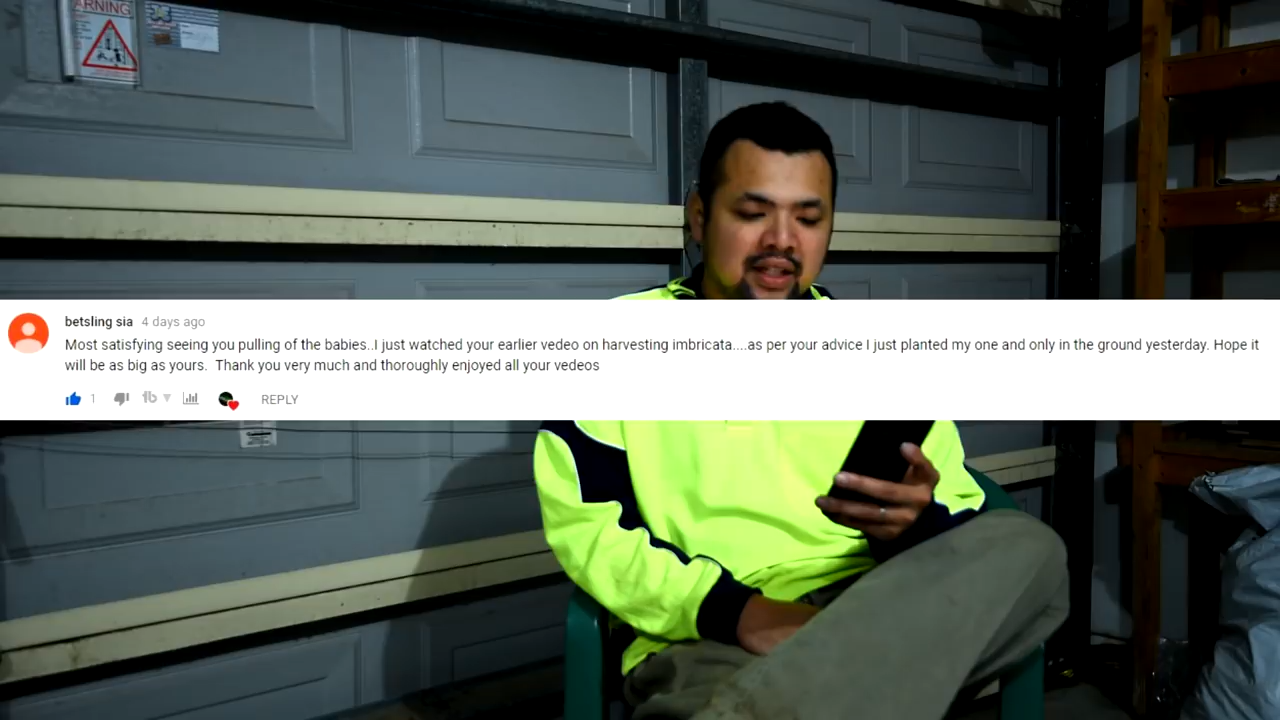 ARNING
betsling sia 4 days ago
Most satisfying seeing you pulling of the babies..I just watched your earlier vedeo on harvesting imbricata....as per your advice I just planted my one and only in the ground yesterday. Hope it
will be as big as yours. Thank you very much and thoroughly enjoyed all your vedeos
1
REPLY